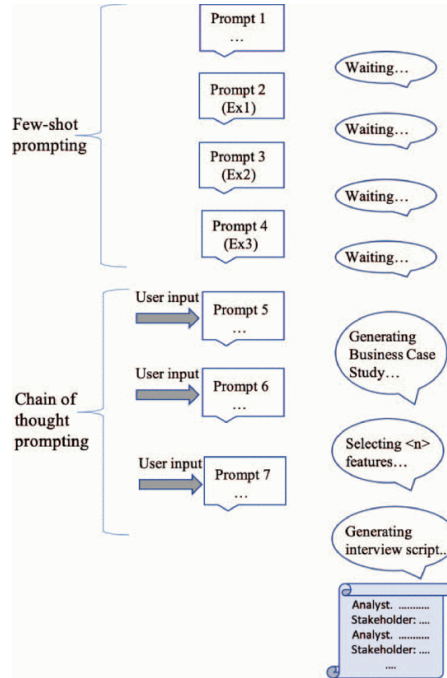 Few-shot
prompting
Prompt 1
...
Waiting...
Prompt 2
(Ex1)
Waiting...
Prompt 3
(Ex2)
Waiting...
Prompt 4
(Ex3)
Waiting...
Chain of
thought
prompting
User input
Prompt 5
...
Generating
Business Case
Study...
User input
Prompt 6
...
Selecting <n>
features...
User input
Prompt 7
...
Generating
interview script..
Analyst. ...........
Stakeholder: ....
Analyst. ...........
Stakeholder: ....
....